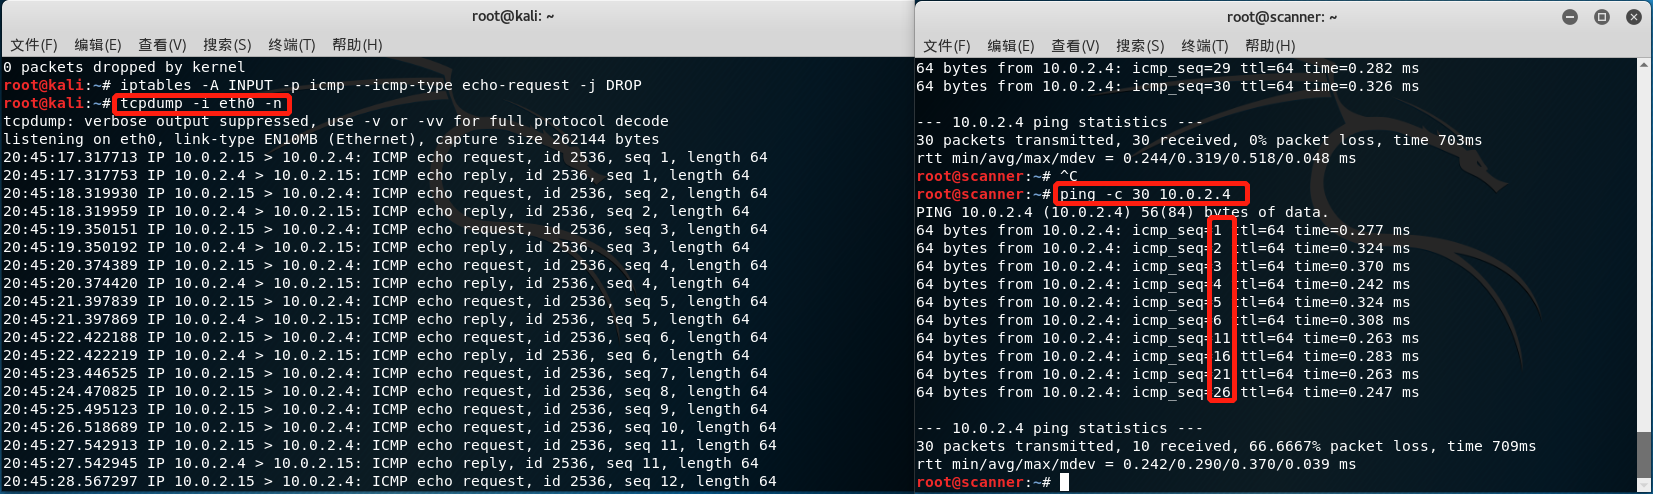 root@kali: ~
文件(F) 编辑(E) 查看(V) 搜索(S) 终端(T) 帮助(H)
0 packets dropped by kernel
root@kali:~# iptables -A INPUT -p icmp --icmp-type echo-request -j DROP
root@kali:~# tcpdump -i eth0 -n
tcpdump: verbose output suppressed, use -v or -vv for full protocol decode
listening on eth0, link-type EN10MB (Ethernet), capture size 262144 bytes
20:45:17.317713 IP 10.0.2.15 > 10.0.2.4: ICMP echo request, id 2536, seq 1, length 64
20:45:17.317753 IP 10.0.2.4 > 10.0.2.15: ICMP echo reply, id 2536, seq 1, length 64
20:45:18.319930 IP 10.0.2.15 > 10.0.2.4: ICMP echo request, id 2536, seq 2, length 64
20:45:18.319959 IP 10.0.2.4 > 10.0.2.15: ICMP echo reply, id 2536, seq 2, length 64
20:45:19.350151 IP 10.0.2.15 > 10.0.2.4: ICMP echo request, id 2536, seq 3, length 64
20:45:19.350192 IP 10.0.2.4 > 10.0.2.15: ICMP echo reply, id 2536, seq 3, length 64
20:45:20.374389 IP 10.0.2.15 > 10.0.2.4: ICMP echo request, id 2536, seq 4, length 64
20:45:20.374420 IP 10.0.2.4 > 10.0.2.15: ICMP echo reply, id 2536, seq 4, length 64
20:45:21.397839 IP 10.0.2.15 > 10.0.2.4: ICMP echo request, id 2536, seq 5, length 64
20:45:21.397869 IP 10.0.2.4 > 10.0.2.15: ICMP echo reply, id 2536, seq 5, length 64
20:45:22.422188 IP 10.0.2.15 > 10.0.2.4: ICMP echo request, id 2536, seq 6, length 64
20:45:22.422219 IP 10.0.2.4 > 10.0.2.15: ICMP echo reply, id 2536, seq 6, length 64
20:45:23.446525 IP 10.0.2.15 > 10.0.2.4: ICMP echo request, id 2536, seq 7, length 64
20:45:24.470825 IP 10.0.2.15 > 10.0.2.4: ICMP echo request, id 2536, seq 8, length 64
20:45:25.495123 IP 10.0.2.15 > 10.0.2.4: ICMP echo request, id 2536, seq 9, length 64
20:45:26.518689 IP 10.0.2.15 > 10.0.2.4: ICMP echo request, id 2536, seq 10, length 64
20:45:27.542913 IP 10.0.2.15 > 10.0.2.4: ICMP echo request, id 2536, seq 11, length 64
20:45:27.542945 IP 10.0.2.4 > 10.0.2.15: ICMP echo reply, id 2536, seq 11, length 64
20:45:28.567297 IP 10.0.2.15 > 10.0.2.4: ICMP echo request, id 2536, seq 12, length 64
root@scanner: ~
文件(F) 编辑(E) 查看(V) 搜索(S) 终端(T) 帮助(H)
64 bytes from 10.0.2.4: icmp_seq=29 ttl=64 time=0.282 ms
64 bytes from 10.0.2.4: icmp_seq=30 ttl=64 time=0.326 ms
--- 10.0.2.4 ping statistics ---
30 packets transmitted, 30 received, 0% packet loss, time 703ms
rtt min/avg/max/mdev = 0.244/0.319/0.518/0.048 ms
root@scanner:~# ^C
root@scanner:~# ping -c 30 10.0.2.4
PING 10.0.2.4 (10.0.2.4) 56(84) bytes of data.
64 bytes from 10.0.2.4: icmp_seq=1 ttl=64 time=0.277 ms
64 bytes from 10.0.2.4: icmp_seq=2 ttl=64 time=0.324 ms
64 bytes from 10.0.2.4: icmp_seq=3 ttl=64 time=0.370 ms
64 bytes from 10.0.2.4: icmp_seq=4 ttl=64 time=0.242 ms
64 bytes from 10.0.2.4: icmp_seq=5 ttl=64 time=0.324 ms
64 bytes from 10.0.2.4: icmp_seq=6 ttl=64 time=0.308 ms
64 bytes from 10.0.2.4: icmp_seq=11 ttl=64 time=0.263 ms
64 bytes from 10.0.2.4: icmp_seq=16 ttl=64 time=0.283 ms
64 bytes from 10.0.2.4: icmp_seq=21 ttl=64 time=0.263 ms
64 bytes from 10.0.2.4: icmp_seq=26 ttl=64 time=0.247 ms
--- 10.0.2.4 ping statistics ---
30 packets transmitted, 10 received, 66.6667% packet loss, time 709ms
rtt min/avg/max/mdev = 0.242/0.290/0.370/0.039 ms
root@scanner:~#